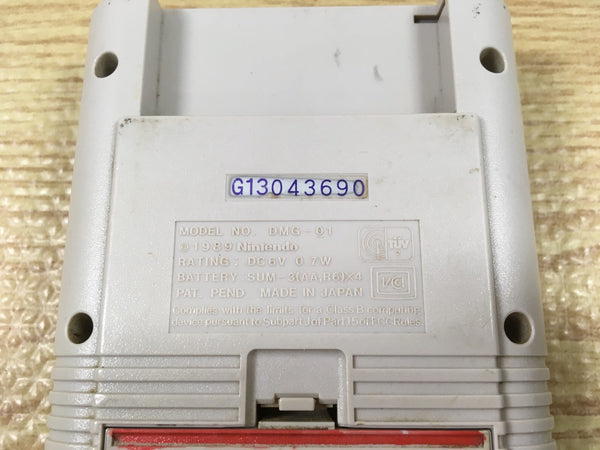 G13043690
MODEL NO. DMG-01
©1989 Nintendo
RATING: DC6V 0.7W
BATTERY SUM-3(AA,R6)×4
PAT. PEND MADE IN JAPAN
TÜV
Complies with the limits for a Class B computing
device pursuant to Subpart J of Part 15 of FCC Rules